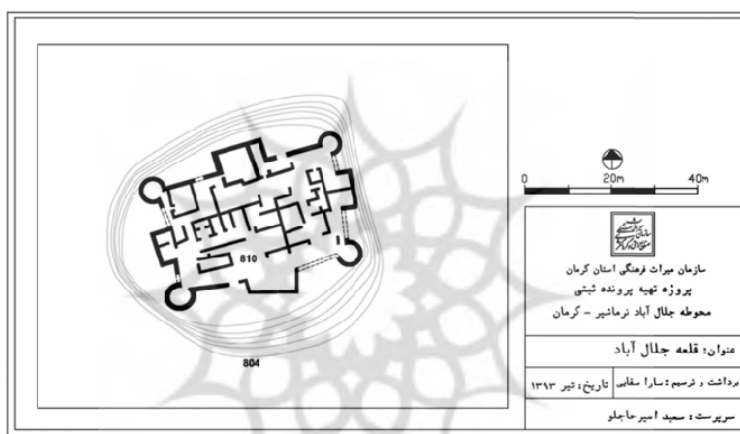 810
804
0 20m 40m
سازمان میراث فرهنگی استان کرمان
پروژه تهیه پرونده ثبتی
محوطه جلال آباد نرماشیر - کرمان
عنوان: قلعه جلال آباد
برداشت و ترسیم: سارا سقایی تاریخ: تیر ۱۳۹۳
سرپرست: سعید امیرحاجلو